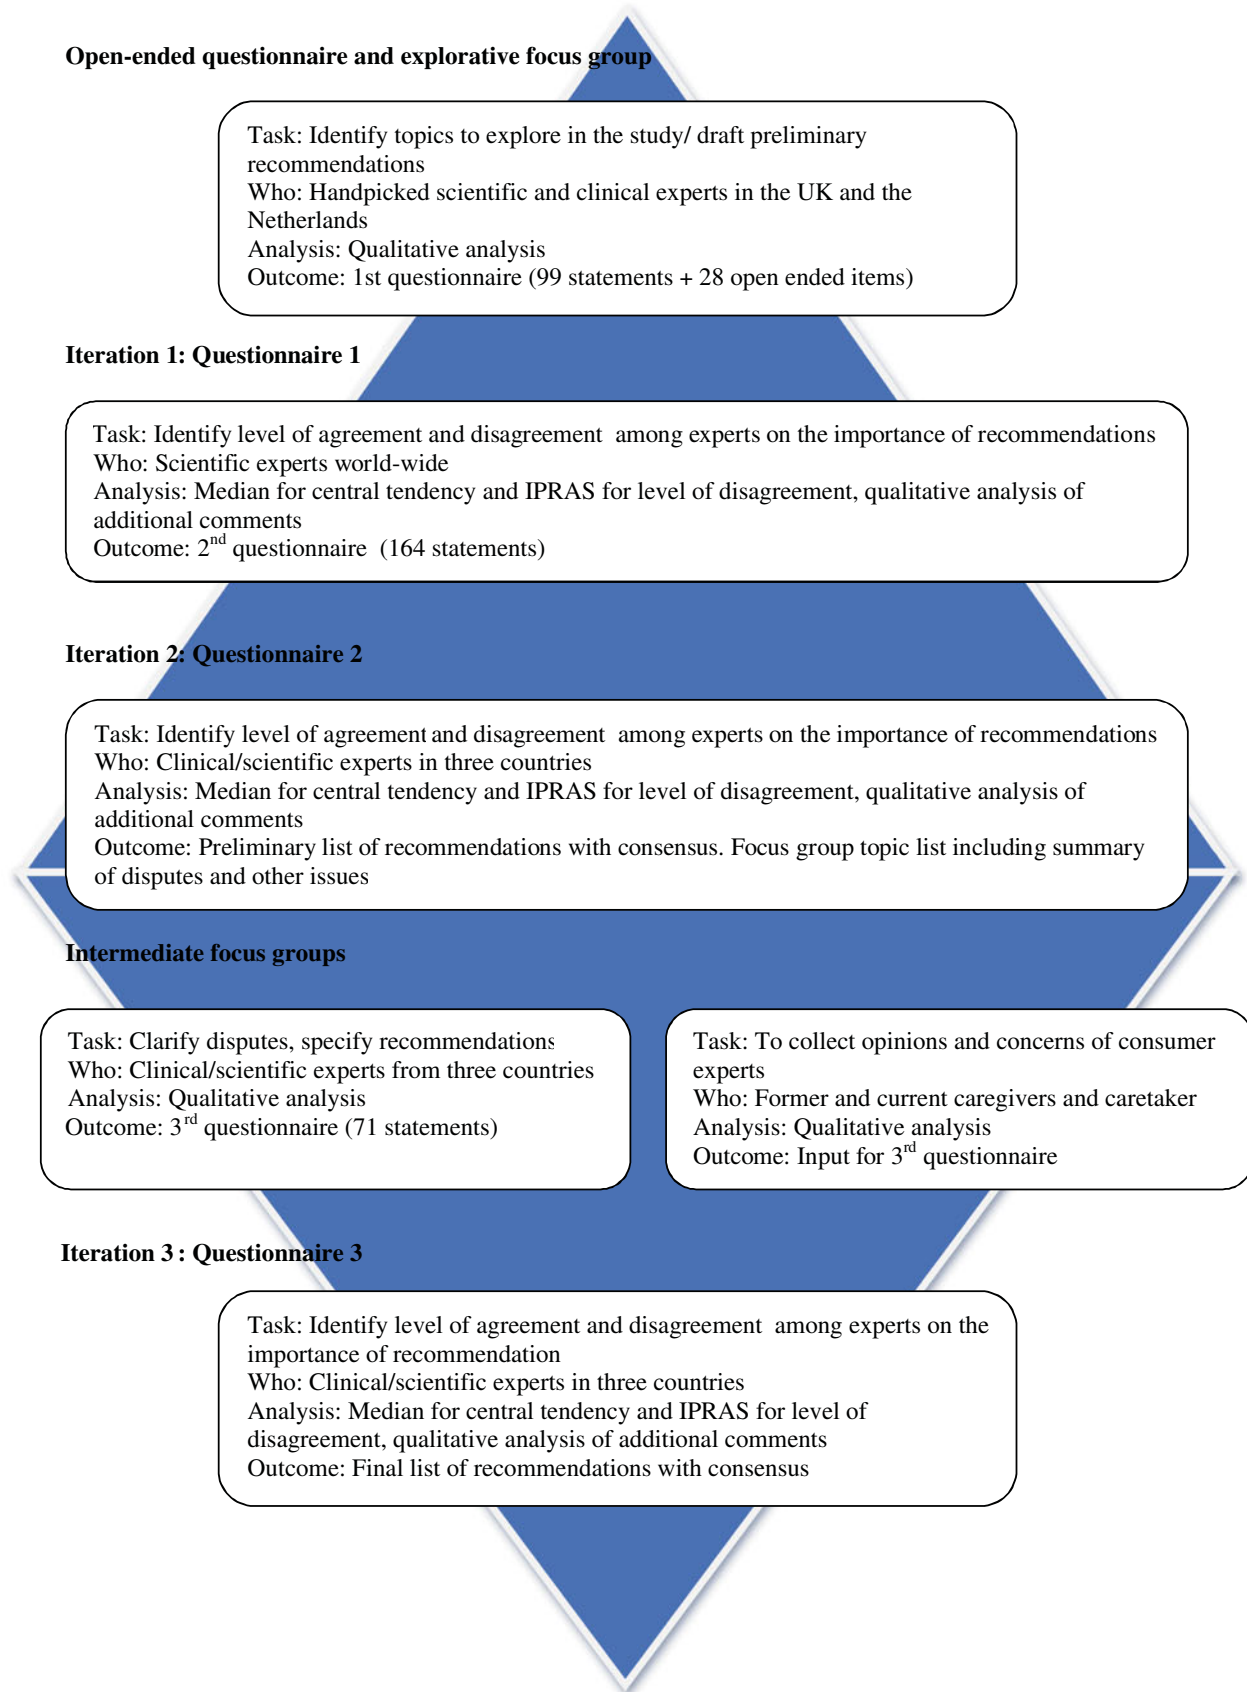 Open-ended questionnaire and explorative focus group
Task: Identify topics to explore in the study/ draft preliminary
recommendations
Who: Handpicked scientific and clinical experts in the UK and the
Netherlands
Analysis: Qualitative analysis
Outcome: 1st questionnaire (99 statements + 28 open ended items)
Iteration 1: Questionnaire 1
Task: Identify level of agreement and disagreement among experts on the importance of recommendations
Who: Scientific experts world-wide
Analysis: Median for central tendency and IPRAS for level of disagreement, qualitative analysis of
additional comments
Outcome: 2nd questionnaire (164 statements)
Iteration 2: Questionnaire 2
Task: Identify level of agreement and disagreement among experts on the importance of recommendations
Who: Clinical/scientific experts in three countries
Analysis: Median for central tendency and IPRAS for level of disagreement, qualitative analysis of
additional comments
Outcome: Preliminary list of recommendations with consensus. Focus group topic list including summary
of disputes and other issues
Intermediate focus groups
Task: Clarify disputes, specify recommendations
Who: Clinical/scientific experts from three countries
Analysis: Qualitative analysis
Outcome: 3rd questionnaire (71 statements)
Task: To collect opinions and concerns of consumer
experts
Who: Former and current caregivers and caretaker
Analysis: Qualitative analysis
Outcome: Input for 3rd questionnaire
Iteration 3 : Questionnaire 3
Task: Identify level of agreement and disagreement among experts on the
importance of recommendation
Who: Clinical/scientific experts in three countries
Analysis: Median for central tendency and IPRAS for level of
disagreement, qualitative analysis of additional comments
Outcome: Final list of recommendations with consensus